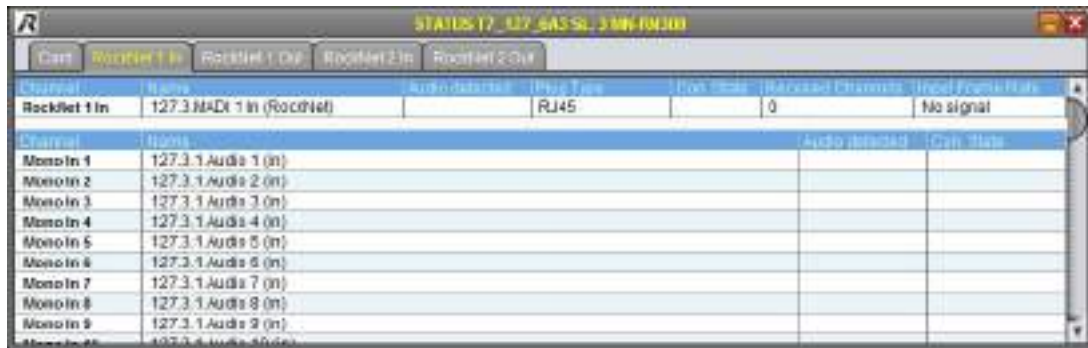 R
STATUS 17_127_6A3 SL. 3 MN-RN300
Card RockNet 1 In RockNet 1 Out RockNet 2 In RockNet 2 Out
Channel Name Audio detected Plug Type Con. State Received Channels Input Frame Rate
RockNet 1 In 127.3.MADI 1 In (RockNet) RJ45 0 No signal
Channel Name Audio detected Con. State
Mono In 1 127.3.1.Audio 1 (in)
Mono In 2 127.3.1.Audio 2 (in)
Mono In 3 127.3.1.Audio 3 (in)
Mono In 4 127.3.1.Audio 4 (in)
Mono In 5 127.3.1.Audio 5 (in)
Mono In 6 127.3.1.Audio 6 (in)
Mono In 7 127.3.1.Audio 7 (in)
Mono In 8 127.3.1.Audio 8 (in)
Mono In 9 127.3.1.Audio 9 (in)